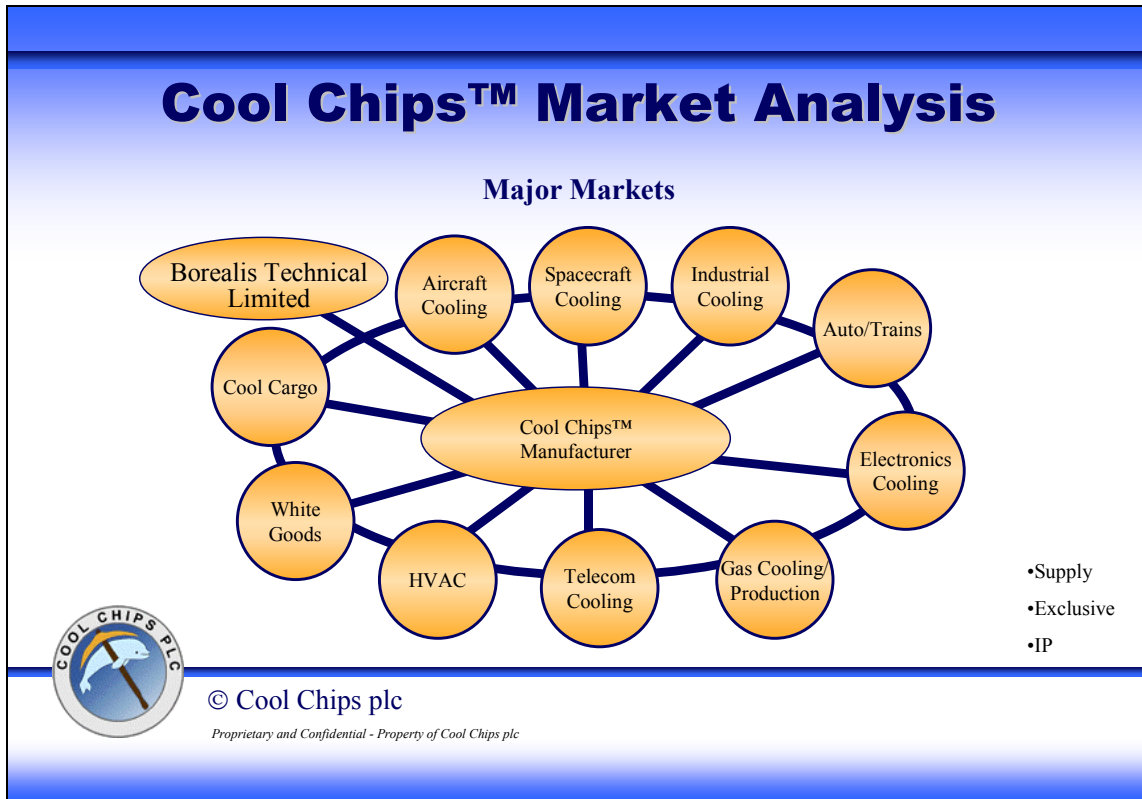 Cool Chips™ Market Analysis
Major Markets
Borealis Technical
Limited
Aircraft
Cooling
Spacecraft
Cooling
Industrial
Cooling
Auto/Trains
Cool Cargo
Cool Chips™
Manufacturer
Electronics
Cooling
White
Goods
HVAC
Telecom
Cooling
Gas Cooling/
Production
•Supply
•Exclusive
•IP
COOL CHIPS PLC
© Cool Chips plc
Proprietary and Confidential - Property of Cool Chips plc